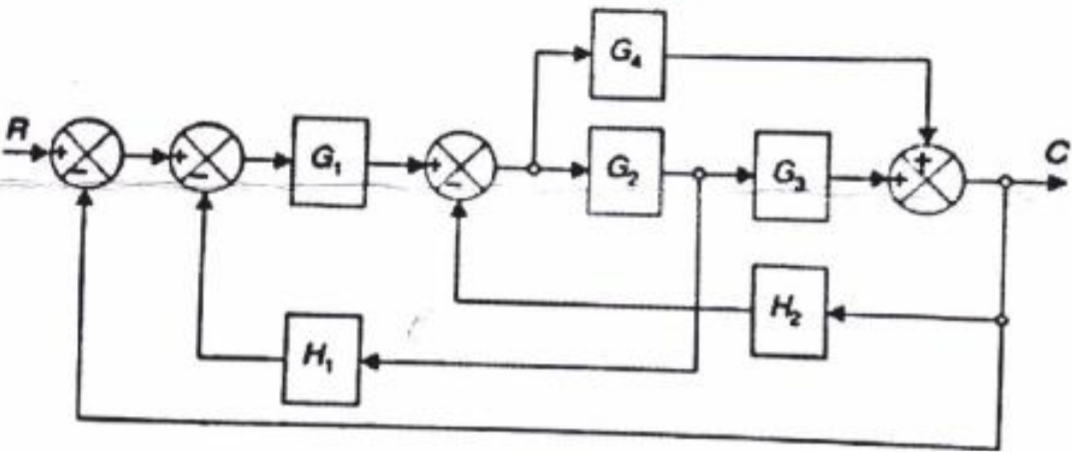 G₄
R
+
−
+
−
G₁
+
−
G₂
G₃
+
+
C
H₂
H₁